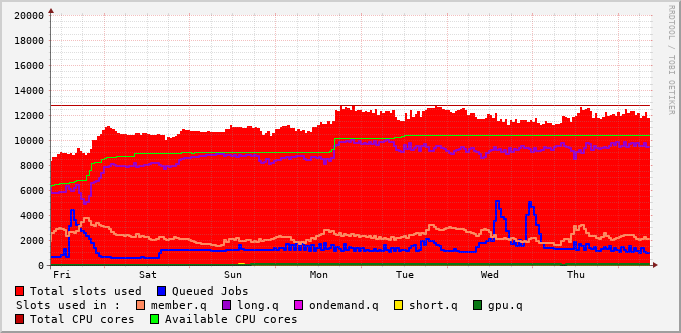 20000
18000
16000
14000
12000
10000
8000
6000
4000
2000
0
Fri Sat Sun Mon Tue Wed Thu
RRDTOOL / TOBI OETIKER
Total slots used Queued Jobs
Slots used in : member.q long.q ondemand.q short.q gpu.q
Total CPU cores Available CPU cores